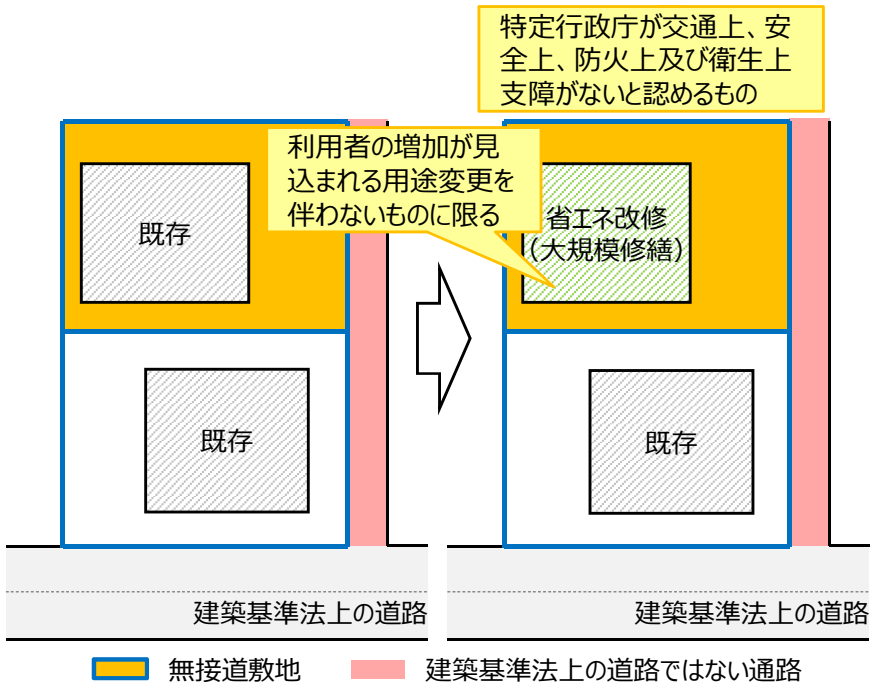 特定行政庁が交通上、安
全上、防火上及び衛生上
支障がないと認めるもの
利用者の増加が見
込まれる用途変更を
伴わないものに限る
既存
省エネ改修
（大規模修繕）
既存
既存
建築基準法上の道路
建築基準法上の道路
無接道敷地
建築基準法上の道路ではない通路